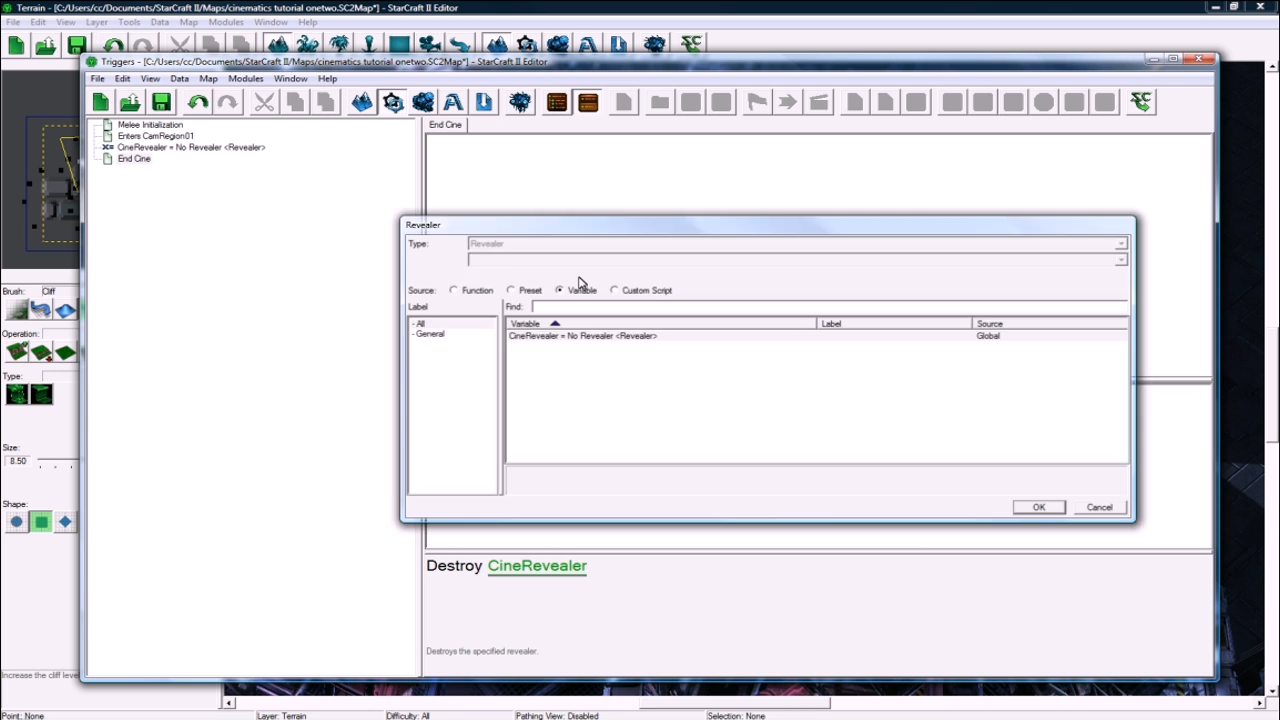 Terrain - [C:/Users/cc/Documents/StarCraft II/Maps/cinematics tutorial onetwo.SC2Map*] - StarCraft II Editor
File Edit View Layer Tools Data Map Modules Window Help
Triggers - [C:/Users/cc/Documents/StarCraft II/Maps/cinematics tutorial onetwo.SC2Map*] - StarCraft II Editor
File Edit View Data Map Modules Window Help
Melee Initialization
Enters CamRegion01
CineRevealer = No Revealer <Revealer>
End Cine
End Cine
Revealer
Type: Revealer
Source: Function Preset Variable Custom Script
Label Find:
- All
- General
Variable Label Source
CineRevealer = No Revealer <Revealer> Global
OK Cancel
Destroy CineRevealer
Destroys the specified revealer.
Brush: Cliff
Operation:
Type:
Size:
8.50
Shape:
Increase the cliff leve
Point: None Layer: Terrain Difficulty: All Pathing View: Disabled Selection: None